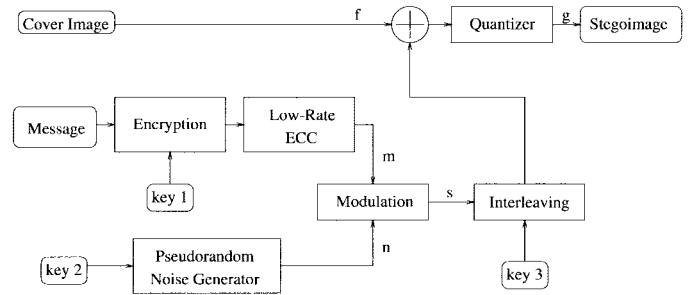 Cover Image
f
Quantizer
g
Stegoimage
Message
Encryption
Low-Rate
ECC
m
key 1
Modulation
s
Interleaving
n
key 2
Pseudorandom
Noise Generator
key 3